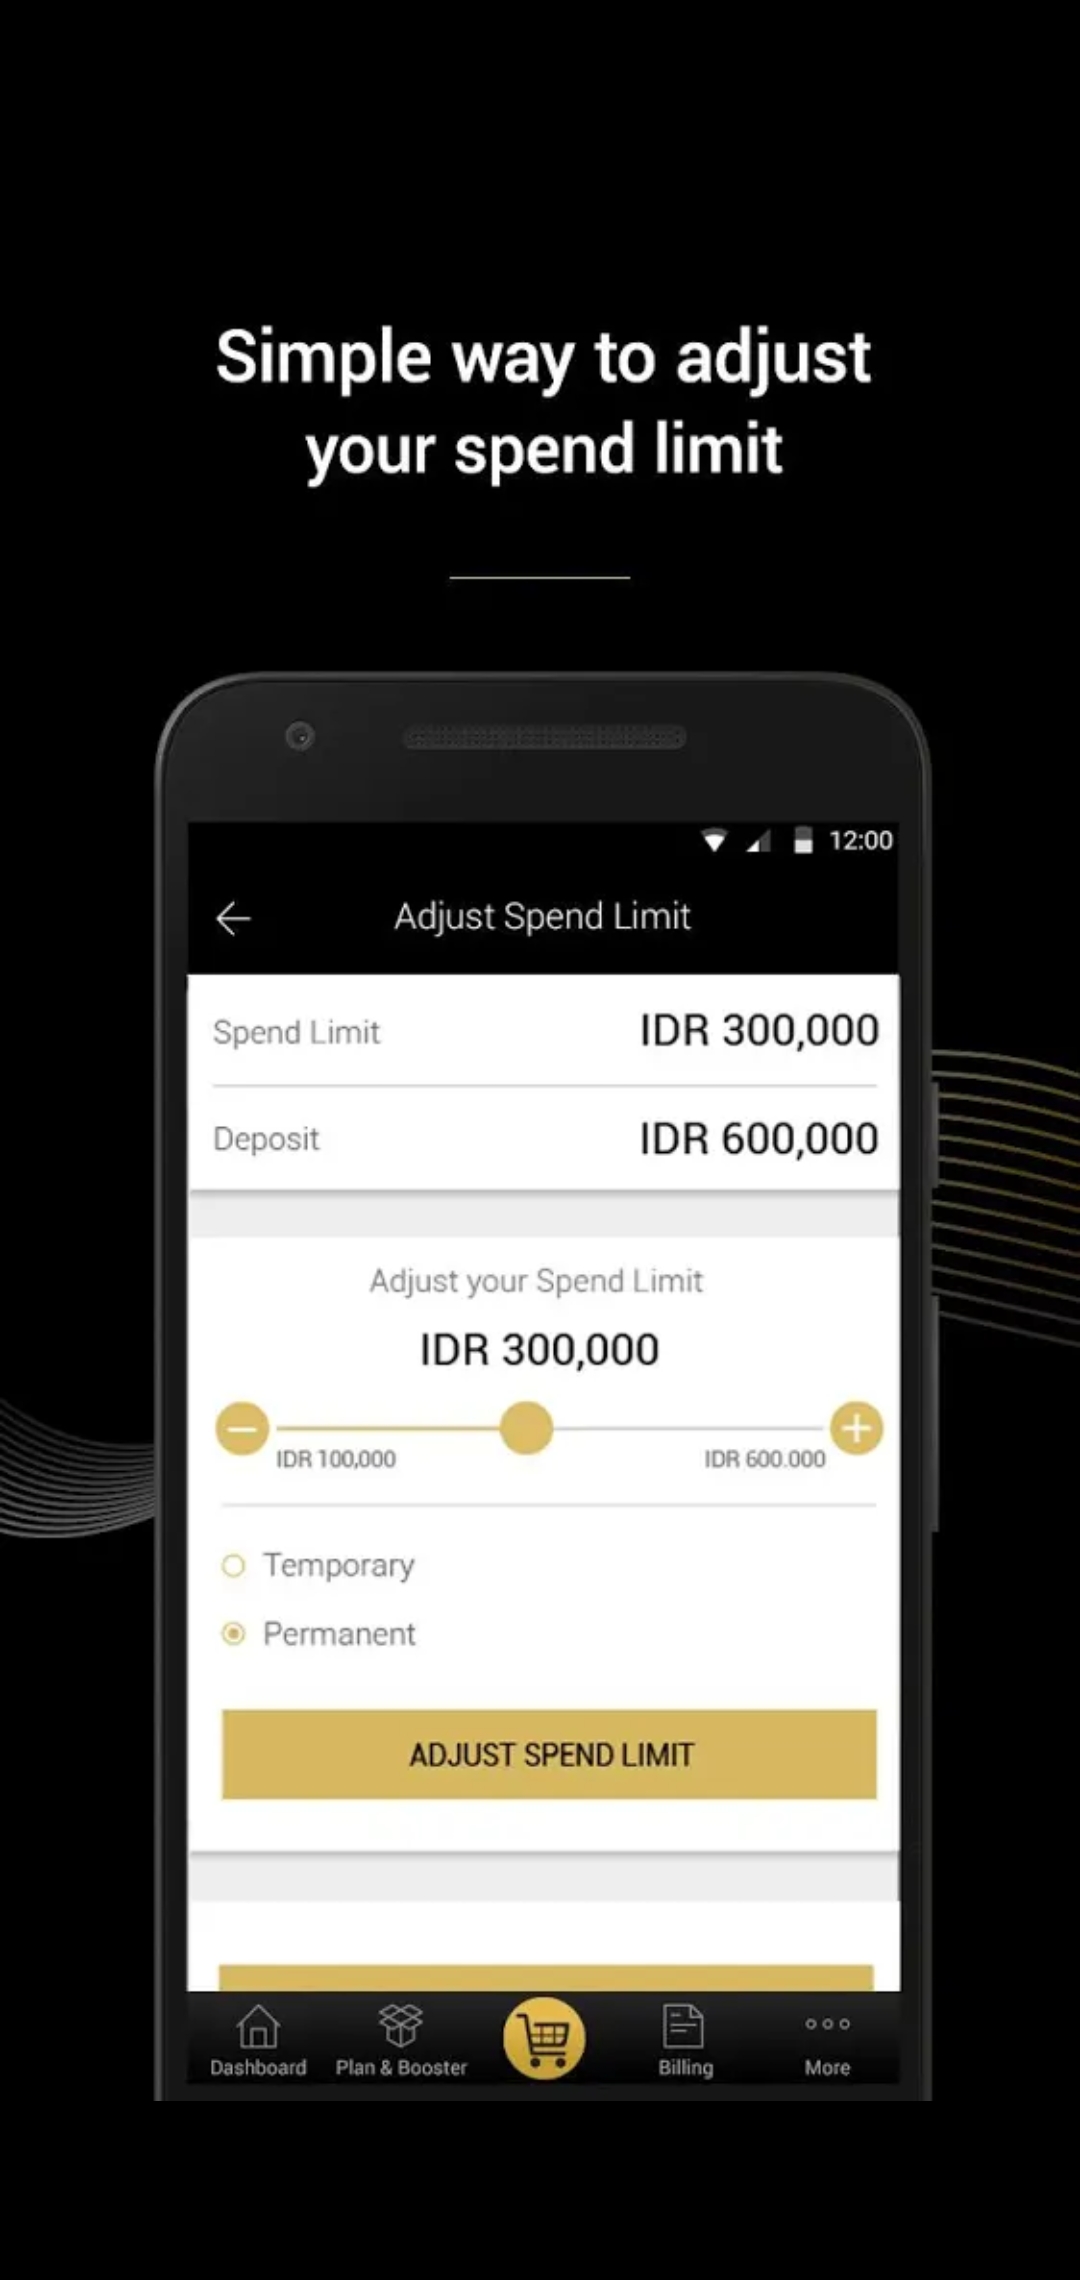 Simple way to adjust
your spend limit
12:00
Adjust Spend Limit
Spend Limit IDR 300,000
Deposit IDR 600,000
Adjust your Spend Limit
IDR 300,000
IDR 100,000 IDR 600.000
Temporary
Permanent
ADJUST SPEND LIMIT
Dashboard Plan & Booster Billing More